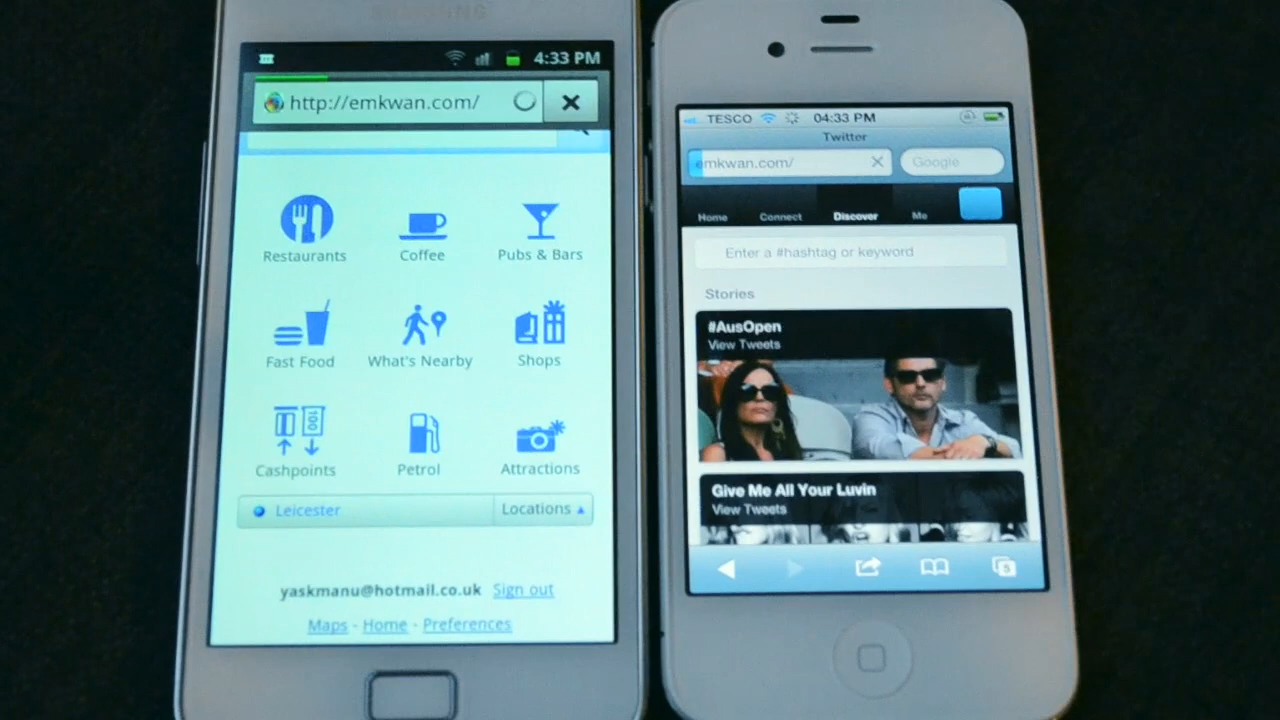 SAMSUNG
4:33 PM
http://emkwan.com/
Restaurants
Coffee
Pubs & Bars
Fast Food
What's Nearby
Shops
100
Cashpoints
Petrol
Attractions
Leicester
Locations
yaskmanu@hotmail.co.uk Sign out
Maps - Home - Preferences
TESCO
04:33 PM
Twitter
emkwan.com/
Google
Home
Connect
Discover
Me
Enter a #hashtag or keyword
Stories
#AusOpen
View Tweets
Give Me All Your Luvin
View Tweets
5